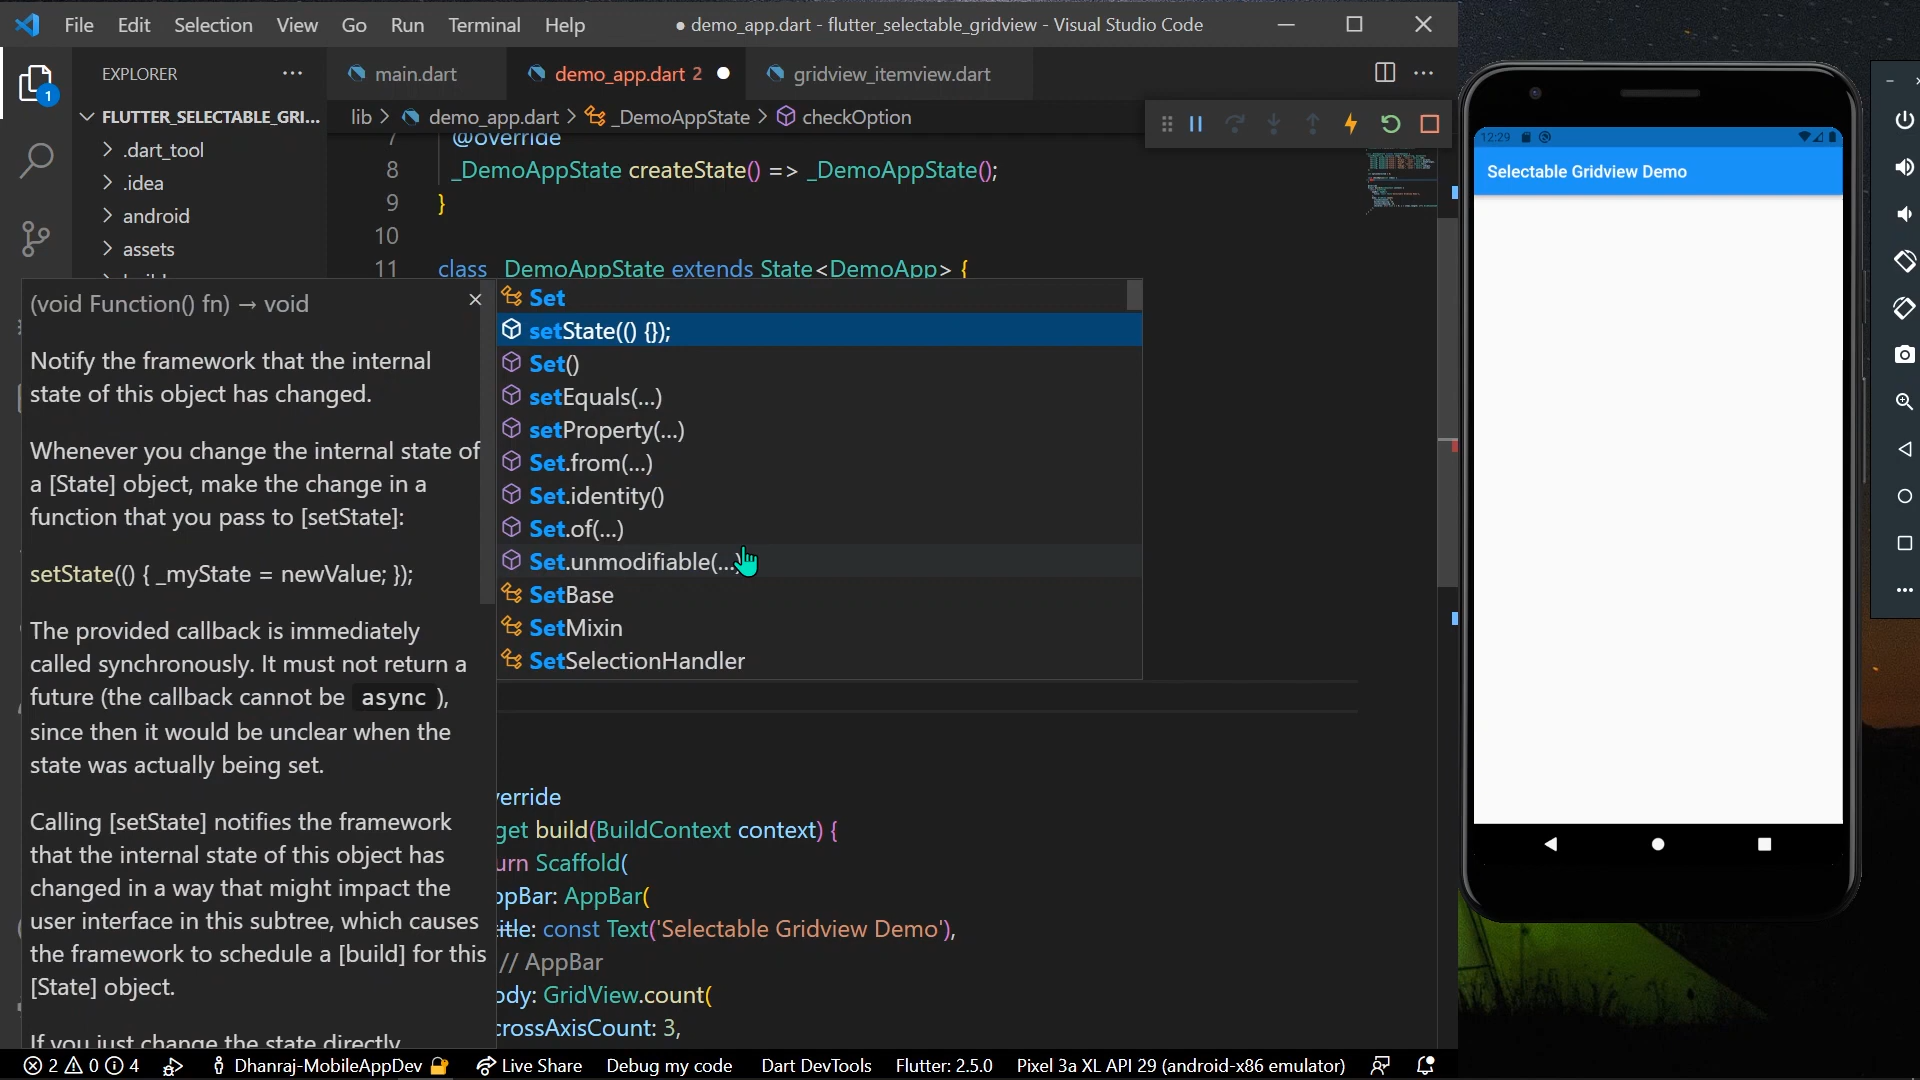 File Edit Selection View Go Run Terminal Help
● demo_app.dart - flutter_selectable_gridview - Visual Studio Code
EXPLORER
main.dart
demo_app.dart 2
gridview_itemview.dart
1
FLUTTER_SELECTABLE_GRI...
lib > demo_app.dart > _DemoAppState > checkOption
.dart_tool
.idea
android
assets
7 @override
8 _DemoAppState createState() => _DemoAppState();
9 }
10
11 class _DemoAppState extends State<DemoApp> {
(void Function() fn) → void
Notify the framework that the internal
state of this object has changed.
Whenever you change the internal state of
a [State] object, make the change in a
function that you pass to [setState]:
setState(() { _myState = newValue; });
The provided callback is immediately
called synchronously. It must not return a
future (the callback cannot be async ),
since then it would be unclear when the
state was actually being set.
Calling [setState] notifies the framework
that the internal state of this object has
changed in a way that might impact the
user interface in this subtree, which causes
the framework to schedule a [build] for this
[State] object.
If you just change the state directly
Set
setState(() {});
Set()
setEquals(...)
setProperty(...)
Set.from(...)
Set.identity()
Set.of(...)
Set.unmodifiable(...)
SetBase
SetMixin
SetSelectionHandler
erride
get build(BuildContext context) {
urn Scaffold(
ppBar: AppBar(
itle: const Text('Selectable Gridview Demo'),
// AppBar
ody: GridView.count(
crossAxisCount: 3,
12:29
Selectable Gridview Demo
2 0 4 Dhanraj-MobileAppDev Live Share Debug my code Dart DevTools Flutter: 2.5.0 Pixel 3a XL API 29 (android-x86 emulator)